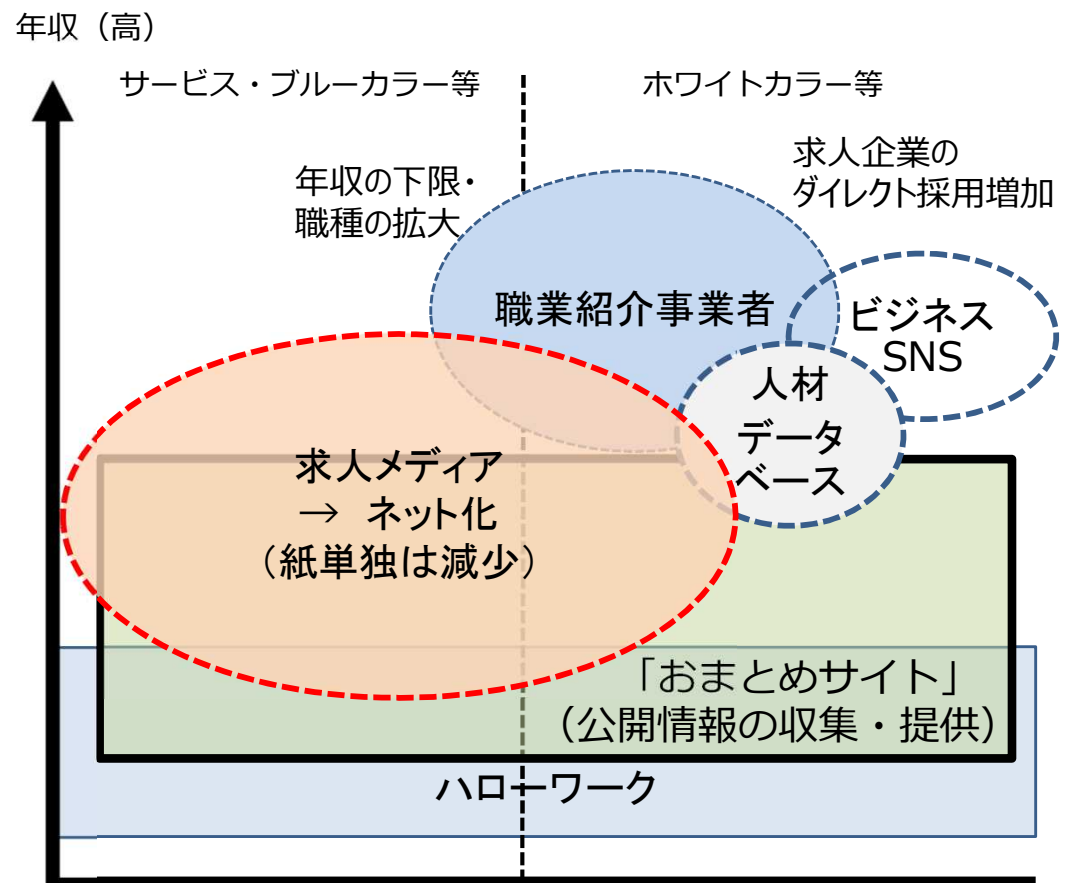 年収（高）
サービス・ブルーカラー等
ホワイトカラー等
年収の下限・
職種の拡大
求人企業の
ダイレクト採用増加
職業紹介事業者
ビジネス
SNS
人材
データ
ベース
求人メディア
→ ネット化
（紙単独は減少）
「おまとめサイト」
（公開情報の収集・提供）
ハローワーク